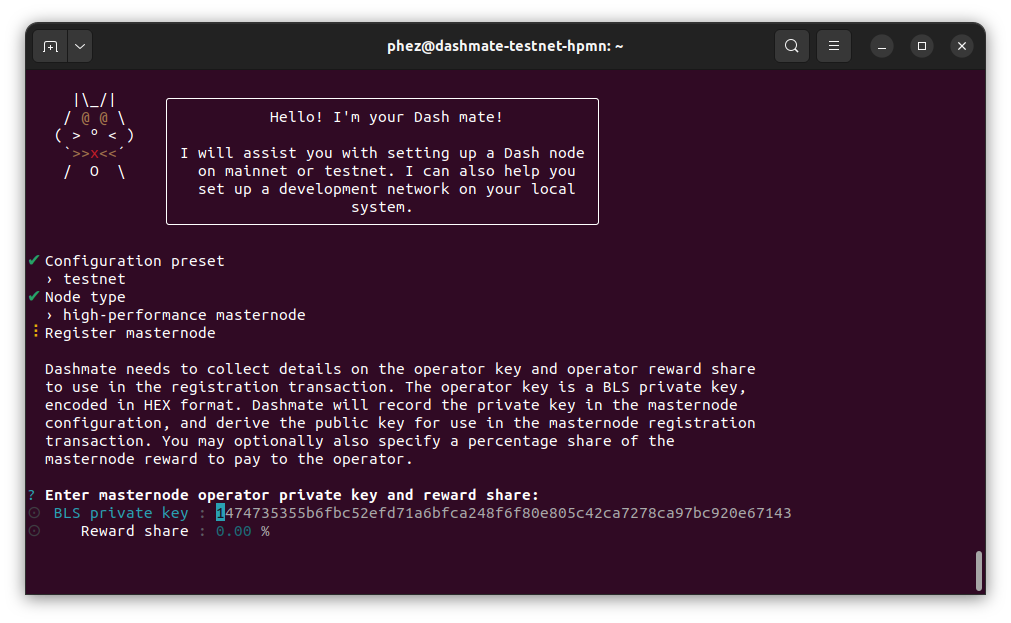 phez@dashmate-testnet-hpmn: ~
|\_/|
/ @ @ \
( > º < )
`>>x<<´
/  O  \
Hello! I'm your Dash mate!
I will assist you with setting up a Dash node
on mainnet or testnet. I can also help you
set up a development network on your local
system.
✔ Configuration preset
› testnet
✔ Node type
› high-performance masternode
⠸ Register masternode
Dashmate needs to collect details on the operator key and operator reward share
to use in the registration transaction. The operator key is a BLS private key,
encoded in HEX format. Dashmate will record the private key in the masternode
configuration, and derive the public key for use in the masternode registration
transaction. You may optionally also specify a percentage share of the
masternode reward to pay to the operator.
? Enter masternode operator private key and reward share:
⊙ BLS private key : 1474735355b6fbc52efd71a6bfca248f6f80e805c42ca7278ca97bc920e67143
⊙ Reward share : 0.00 %